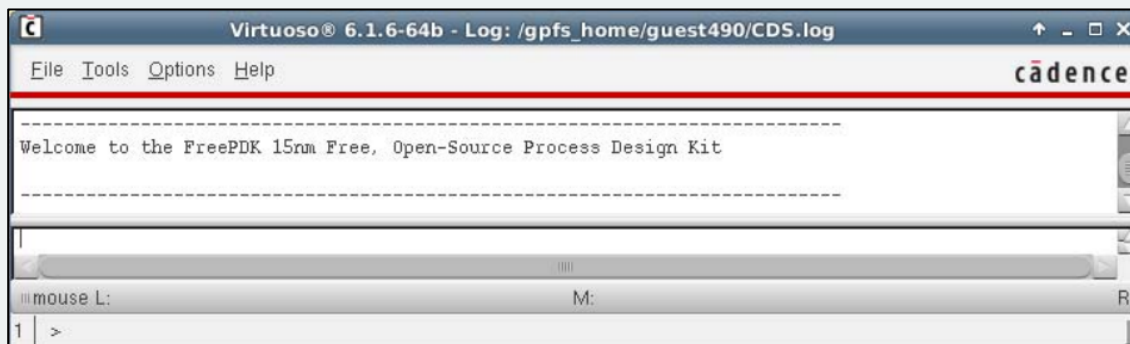 Virtuoso® 6.1.6-64b - Log: /gpfs_home/guest490/CDS.log
File Tools Options Help
cādence
--------------------------------------------------------------------------
Welcome to the FreePDK 15nm Free, Open-Source Process Design Kit
--------------------------------------------------------------------------
mouse L: M: R
1 >